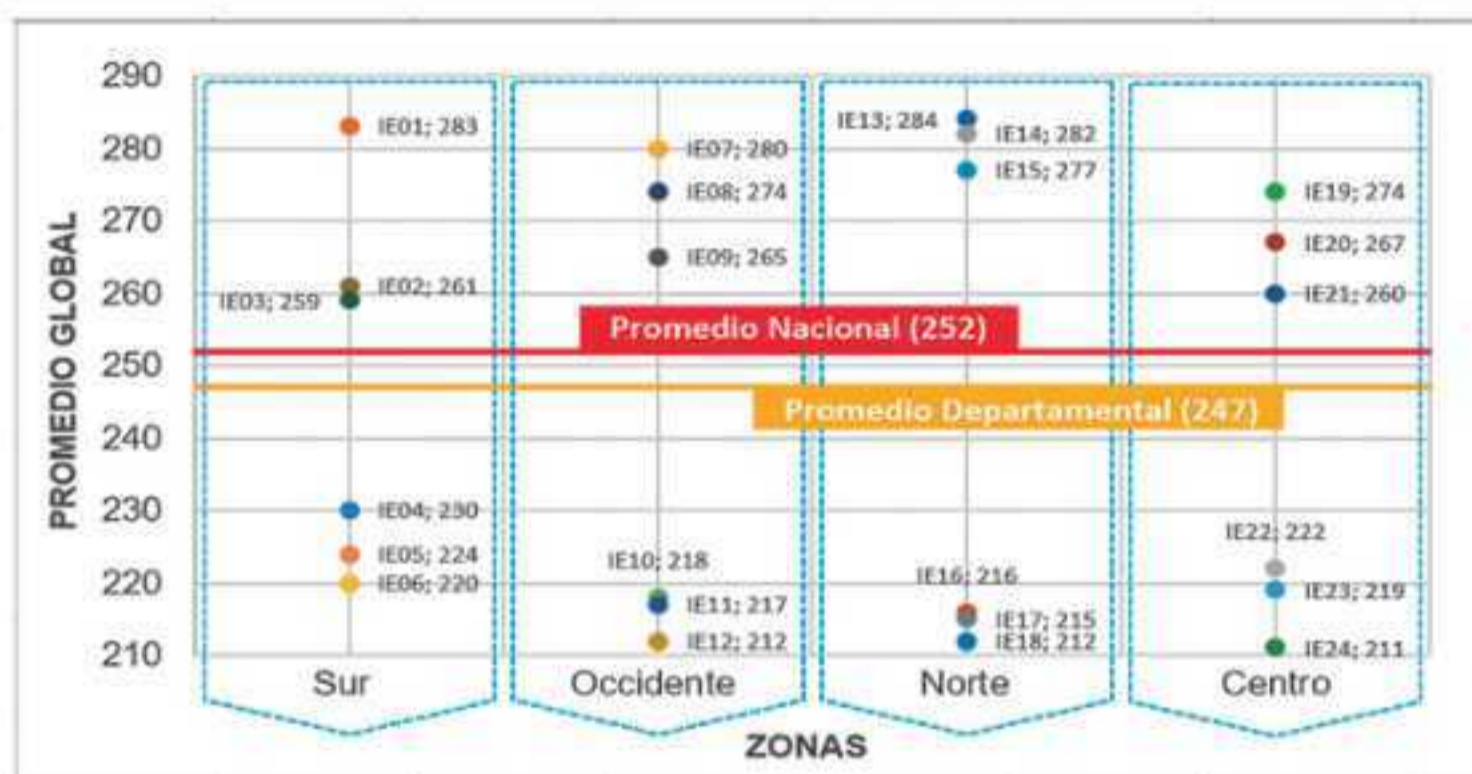 290
280
270
260
250
240
230
220
210
PROMEDIO GLOBAL
IE01; 283
IE02; 261
IE03; 259
IE04; 230
IE05; 224
IE06; 220
IE07; 280
IE08; 274
IE09; 265
IE10; 218
IE11; 217
IE12; 212
IE13; 284
IE14; 282
IE15; 277
IE16; 216
IE17; 215
IE18; 212
IE19; 274
IE20; 267
IE21; 260
IE22; 222
IE23; 219
IE24; 211
Promedio Nacional (252)
Promedio Departamental (247)
Sur
Occidente
Norte
Centro
ZONAS